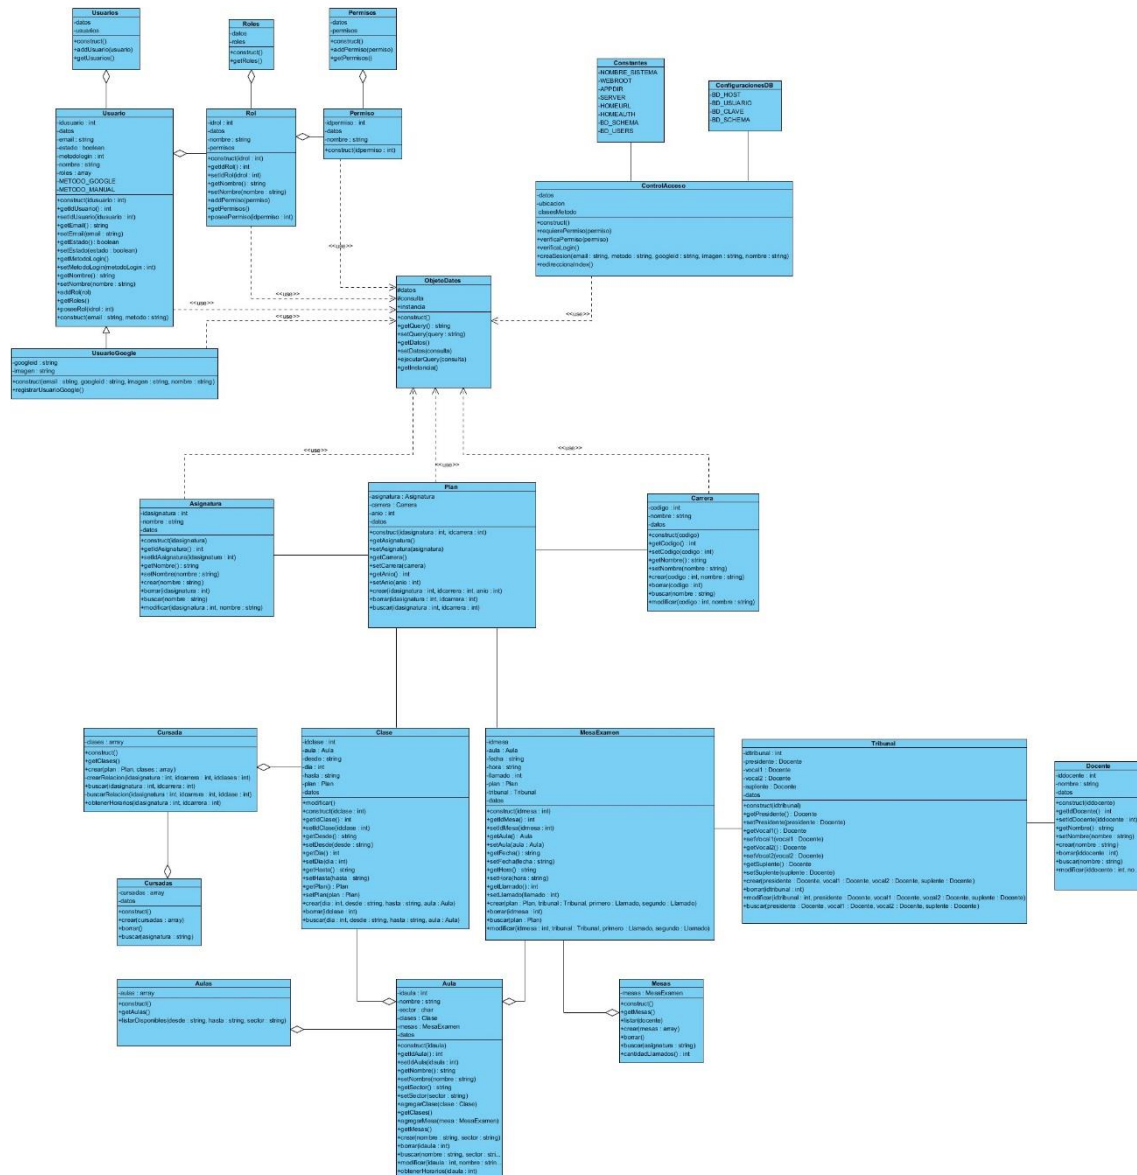 Usuarios
-datos
-usuarios
+construct()
+addUsuario(usuario)
+getUsuarios()
Roles
-datos
-roles
+construct()
+getRoles()
Permisos
-datos
-permisos
+construct()
+addPermiso(permiso)
+getPermisos()
Constantes
-NOMBRE_SISTEMA
-WEBROOT
-APPDIR
-SERVER
-HOMEURL
-HOMEAUTH
-BD_SCHEMA
-BD_USERS
ConfiguracionesDB
-BD_HOST
-BD_USUARIO
-BD_CLAVE
-BD_SCHEMA
Usuario
-idusuario : int
-datos
-email : string
-estado : boolean
-metodologin : int
-nombre : string
-roles : array
-METODO_GOOGLE
-METODO_MANUAL
+construct(idusuario : int)
+getIdUsuario() : int
+setIdUsuario(idusuario : int)
+getEmail() : string
+setEmail(email : string)
+getEstado() : boolean
+setEstado(estado : boolean)
+getMetodoLogin()
+setMetodoLogin(metodoLogin : int)
+getNombre() : string
+setNombre(nombre : string)
+addRol(rol)
+getRoles()
+poseeRol(idrol : int)
+construct(email : string, metodo : string)
Rol
-idrol : int
-datos
-nombre : string
-permisos
+construct(idrol : int)
+getIdRol() : int
+setIdRol(idrol : int)
+getNombre() : string
+setNombre(nombre : string)
+addPermiso(permiso)
+getPermisos()
+poseePermiso(idpermiso : int)
Permiso
-idpermiso : int
-datos
-nombre : string
+construct(idpermiso : int)
ControlAcceso
-datos
-ubicacion
-clasesMetodo
+construct()
+requierePermiso(permiso)
+verificaPermiso(permiso)
+verificaLogin()
+creaSesion(email : string, metodo : string, googleid : string, imagen : string, nombre : string)
+redireccionaIndex()
<<use>>
<<use>>
<<use>>
<<use>>
<<use>>
ObjetoDatos
#datos
#consulta
+instancia
+construct()
+getQuery() : string
+setQuery(query : string)
+getDatos()
+setDatos(consulta)
+ejecutarQuery(consulta)
+getInstancia()
UsuarioGoogle
-googleid : string
-imagen : string
+construct(email : string, googleid : string, imagen : string, nombre : string)
+registrarUsuarioGoogle()
<<use>>
<<use>>
<<use>>
Asignatura
-idasignatura : int
-nombre : string
-datos
+construct(idasignatura)
+getIdAsignatura() : int
+setIdAsignatura(idasignatura : int)
+getNombre() : string
+setNombre(nombre : string)
+crear(nombre : string)
+borrar(idasignatura : int)
+buscar(nombre : string)
+modificar(idasignatura : int, nombre : string)
Plan
-asignatura : Asignatura
-carrera : Carrera
-anio : int
-datos
+construct(idasignatura : int, idcarrera : int)
+getAsignatura()
+setAsignatura(asignatura)
+getCarrera()
+setCarrera(carrera)
+getAnio() : int
+setAnio(anio : int)
+crear(idasignatura : int, idcarrera : int, anio : int)
+borrar(idasignatura : int, idcarrera : int)
+buscar(idasignatura : int, idcarrera : int)
Carrera
-codigo : int
-nombre : string
-datos
+construct(codigo)
+getCodigo() : int
+setCodigo(codigo : int)
+getNombre() : string
+setNombre(nombre : string)
+crear(codigo : int, nombre : string)
+borrar(codigo : int)
+buscar(nombre : string)
+modificar(codigo : int, nombre : string)
Cursada
-clases : array
+construct()
+getClases()
+crear(plan : Plan, clases : array)
-crearRelacion(idasignatura : int, idcarrera : int, idclases : int)
+buscar(idasignatura : int, idcarrera : int)
-buscarRelacion(idasignatura : int, idcarrera : int, idclase : int)
+obtenerHorarios(idasignatura : int, idcarrera : int)
Clase
-idclase : int
-aula : Aula
-desde : string
-dia : int
-hasta : string
-plan : Plan
-datos
+modificar()
+construct(idclase : int)
+getIdClase() : int
+setIdClase(idclase : int)
+getDesde() : string
+setDesde(desde : string)
+getDia() : int
+setDia(dia : int)
+getHasta() : string
+setHasta(hasta : string)
+getPlan() : Plan
+setPlan(plan : Plan)
+crear(dia : int, desde : string, hasta : string, aula : Aula)
+borrar(idclase : int)
+buscar(dia : int, desde : string, hasta : string, aula : Aula)
MesaExamen
-idmesa
-aula : Aula
-fecha : string
-hora : string
-llamado : int
-plan : Plan
-tribunal : Tribunal
-datos
+construct(idmesa : int)
+getIdMesa() : int
+setIdMesa(idmesa : int)
+getAula() : Aula
+setAula(aula : Aula)
+getFecha() : string
+setFecha(fecha : string)
+getHora() : string
+setHora(hora : string)
+getLlamado() : int
+setLlamado(llamado : int)
+crear(plan : Plan, tribunal : Tribunal, primero : Llamado, segundo : Llamado)
+borrar(idmesa : int)
+buscar(plan : Plan)
+modificar(idmesa : int, tribunal : Tribunal, primero : Llamado, segundo : Llamado)
Tribunal
-idtribunal : int
-presidente : Docente
-vocal1 : Docente
-vocal2 : Docente
-suplente : Docente
-datos
+construct(idtribunal)
+getPresidente() : Docente
+setPresidente(presidente : Docente)
+getVocal1() : Docente
+setVocal1(vocal1 : Docente)
+getVocal2() : Docente
+setVocal2(vocal2 : Docente)
+getSuplente() : Docente
+setSuplente(suplente : Docente)
+crear(presidente : Docente, vocal1 : Docente, vocal2 : Docente, suplente : Docente)
+borrar(idtribunal : int)
+modificar(idtribunal : int, presidente : Docente, vocal1 : Docente, vocal2 : Docente, suplente : Docente)
+buscar(presidente : Docente, vocal1 : Docente, vocal2 : Docente, suplente : Docente)
Docente
-iddocente : int
-nombre : string
-datos
+construct(iddocente)
+getIdDocente() : int
+setIdDocente(iddocente : int)
+getNombre() : string
+setNombre(nombre : string)
+crear(nombre : string)
+borrar(iddocente : int)
+buscar(nombre : string)
+modificar(iddocente : int, no...
Cursadas
-cursadas : array
-datos
+construct()
+crear(cursadas : array)
+borrar()
+buscar(asignatura : string)
Aulas
-aulas : array
+construct()
+getAulas()
+listarDisponibles(desde : string, hasta : string, sector : string)
Aula
-idaula : int
-nombre : string
-sector : char
-clases : Clase
-mesas : MesaExamen
-datos
+construct(idaula)
+getIdAula() : int
+setIdAula(idaula : int)
+getNombre() : string
+setNombre(nombre : string)
+getSector() : string
+setSector(sector : string)
+agregarClase(clase : Clase)
+getClases()
+agregarMesa(mesa : MesaExamen)
+getMesas()
+crear(nombre : string, sector : string)
+borrar(idaula : int)
+buscar(nombre : string, sector : stri...
+modificar(idaula : int, nombre : strin...
+obtenerHorarios(idaula : int)
Mesas
-mesas : MesaExamen
+construct()
+getMesas()
+listar(docente)
+crear(mesas : array)
+borrar()
+buscar(asignatura : string)
+cantidadLlamados() : int